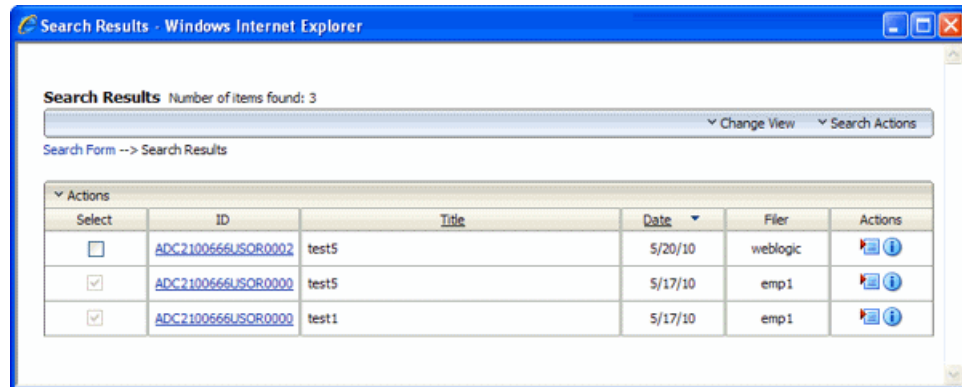 Search Results - Windows Internet Explorer
Search Results Number of items found: 3
Change View Search Actions
Search Form --> Search Results
Actions
Select ID Title Date Filer Actions
ADC2100666USOR0002 test5 5/20/10 weblogic
ADC2100666USOR0000 test5 5/17/10 emp1
ADC2100666USOR0000 test1 5/17/10 emp1